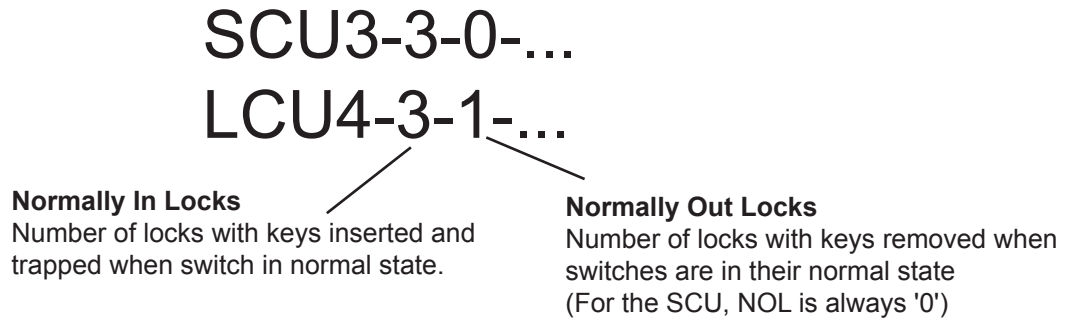 SCU3-3-0-...
LCU4-3-1-...
Normally In Locks
Number of locks with keys inserted and
trapped when switch in normal state.
Normally Out Locks
Number of locks with keys removed when
switches are in their normal state
(For the SCU, NOL is always '0')